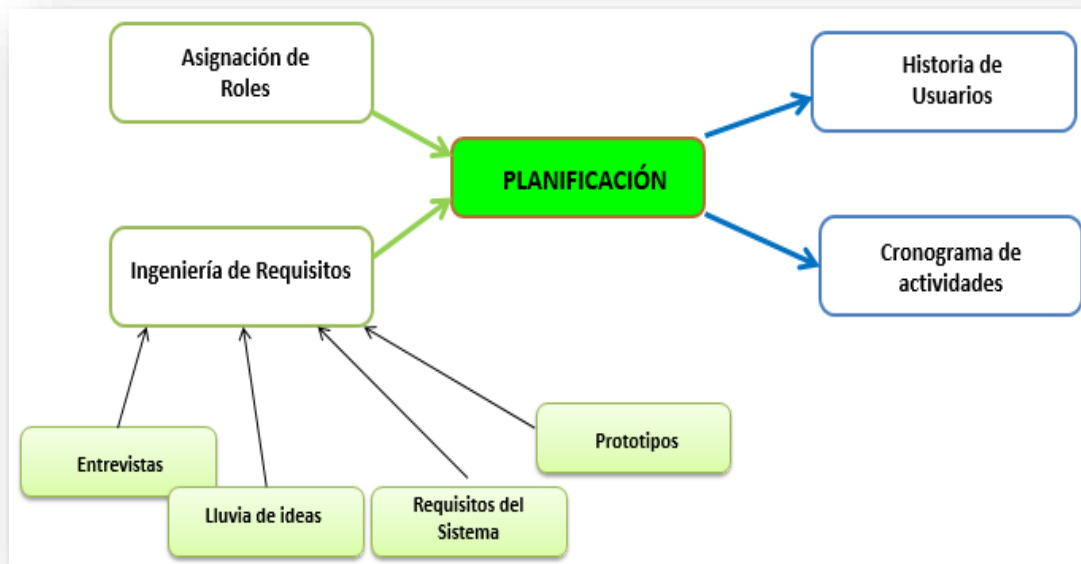 Asignación de
Roles
Historia de
Usuarios
PLANIFICACIÓN
Ingeniería de Requisitos
Cronograma de
actividades
Entrevistas
Lluvia de ideas
Requisitos del
Sistema
Prototipos